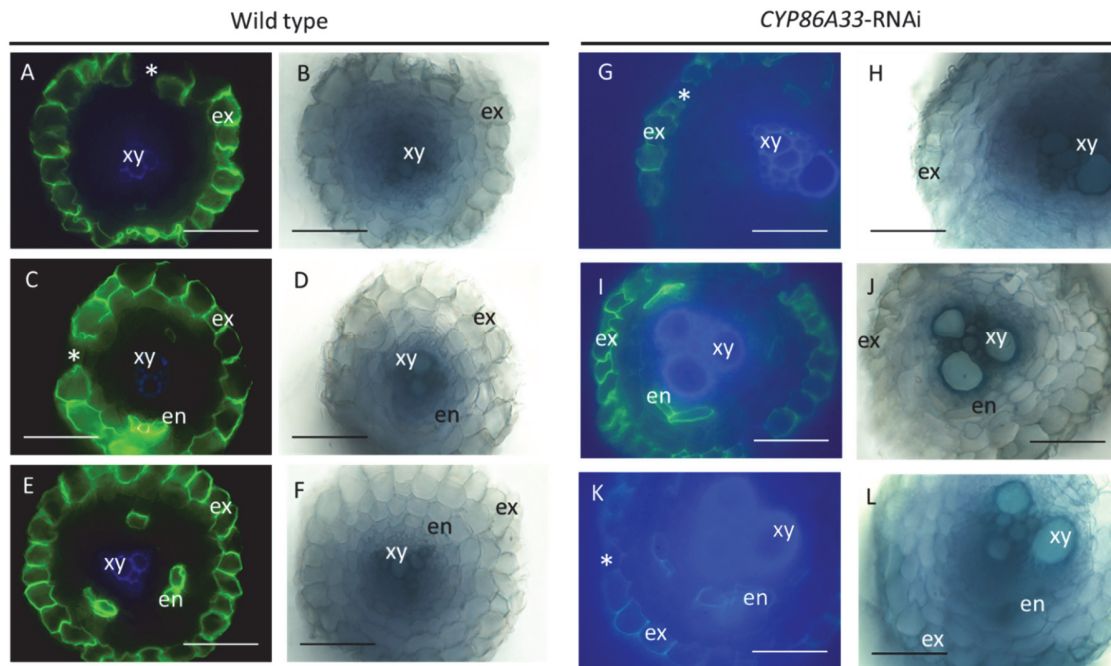 Wild type
CYP86A33-RNAi
A
*
ex
xy
B
ex
xy
G
*
ex
xy
H
xy
ex
C
ex
xy
*
en
D
ex
xy
en
I
ex
xy
en
J
ex
xy
en
E
ex
xy
en
F
en
ex
xy
K
xy
*
en
ex
L
xy
en
ex